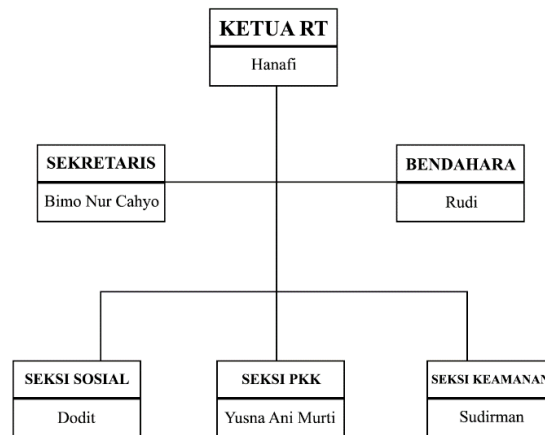 KETUA RT
Hanafi
SEKRETARIS
Bimo Nur Cahyo
BENDAHARA
Rudi
SEKSI SOSIAL
Dodit
SEKSI PKK
Yusna Ani Murti
SEKSI KEAMANAN
Sudirman